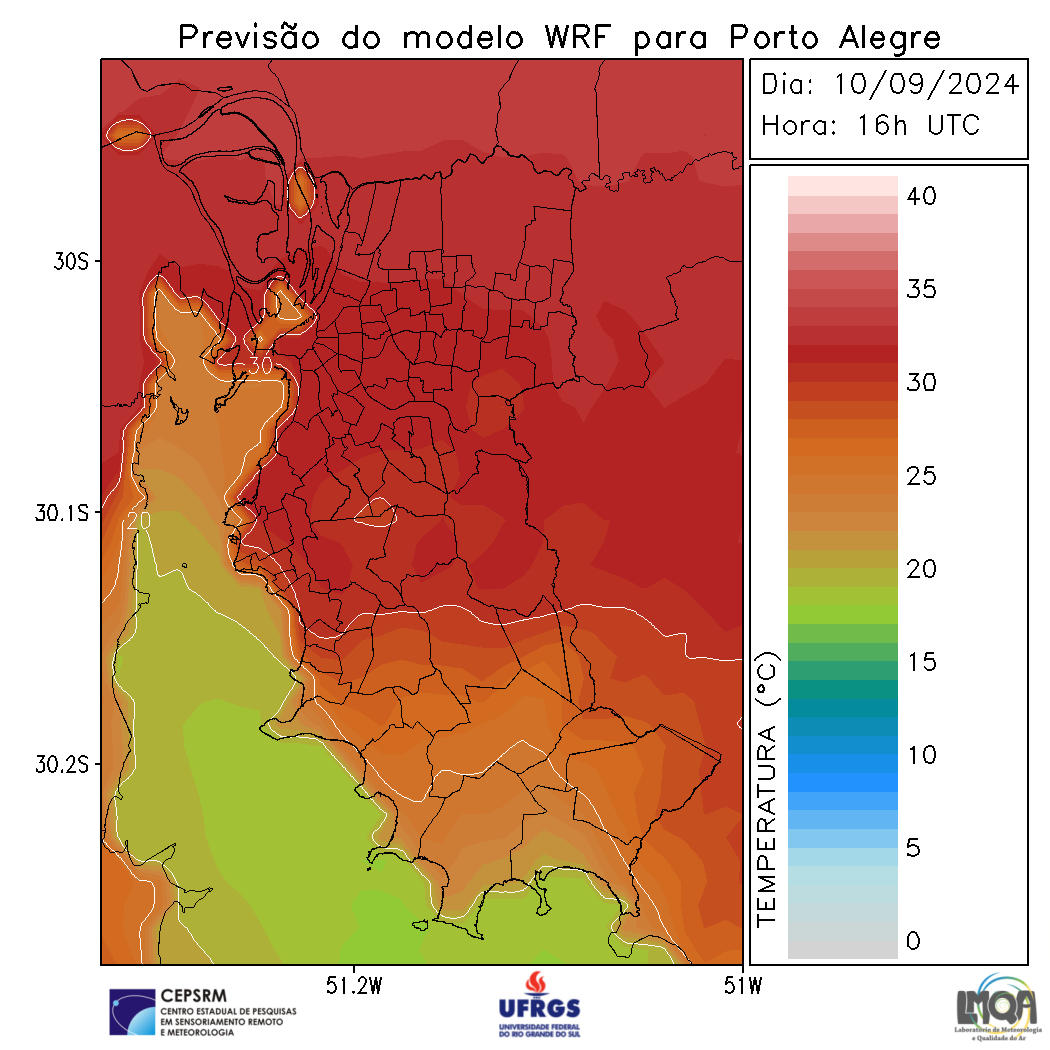 Previsão do modelo WRF para Porto Alegre
Dia: 10/09/2024
Hora: 16h UTC
40
35
30
25
20
15
10
5
0
TEMPERATURA (°C)
30S
30.1S
30.2S
51.2W
51W
30
20
CEPSRM
CENTRO ESTADUAL DE PESQUISAS
EM SENSORIAMENTO REMOTO
E METEOROLOGIA
UFRGS
UNIVERSIDADE FEDERAL
DO RIO GRANDE DO SUL
LMQA
Laboratório de Meteorologia
e Qualidade do Ar